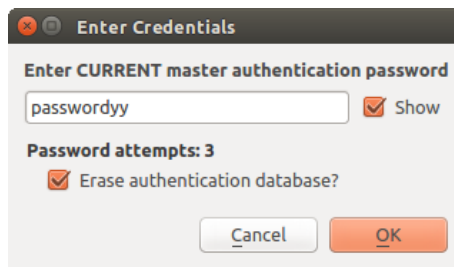 Enter Credentials
Enter CURRENT master authentication password
passwordyy Show
Password attempts: 3
Erase authentication database?
Cancel OK